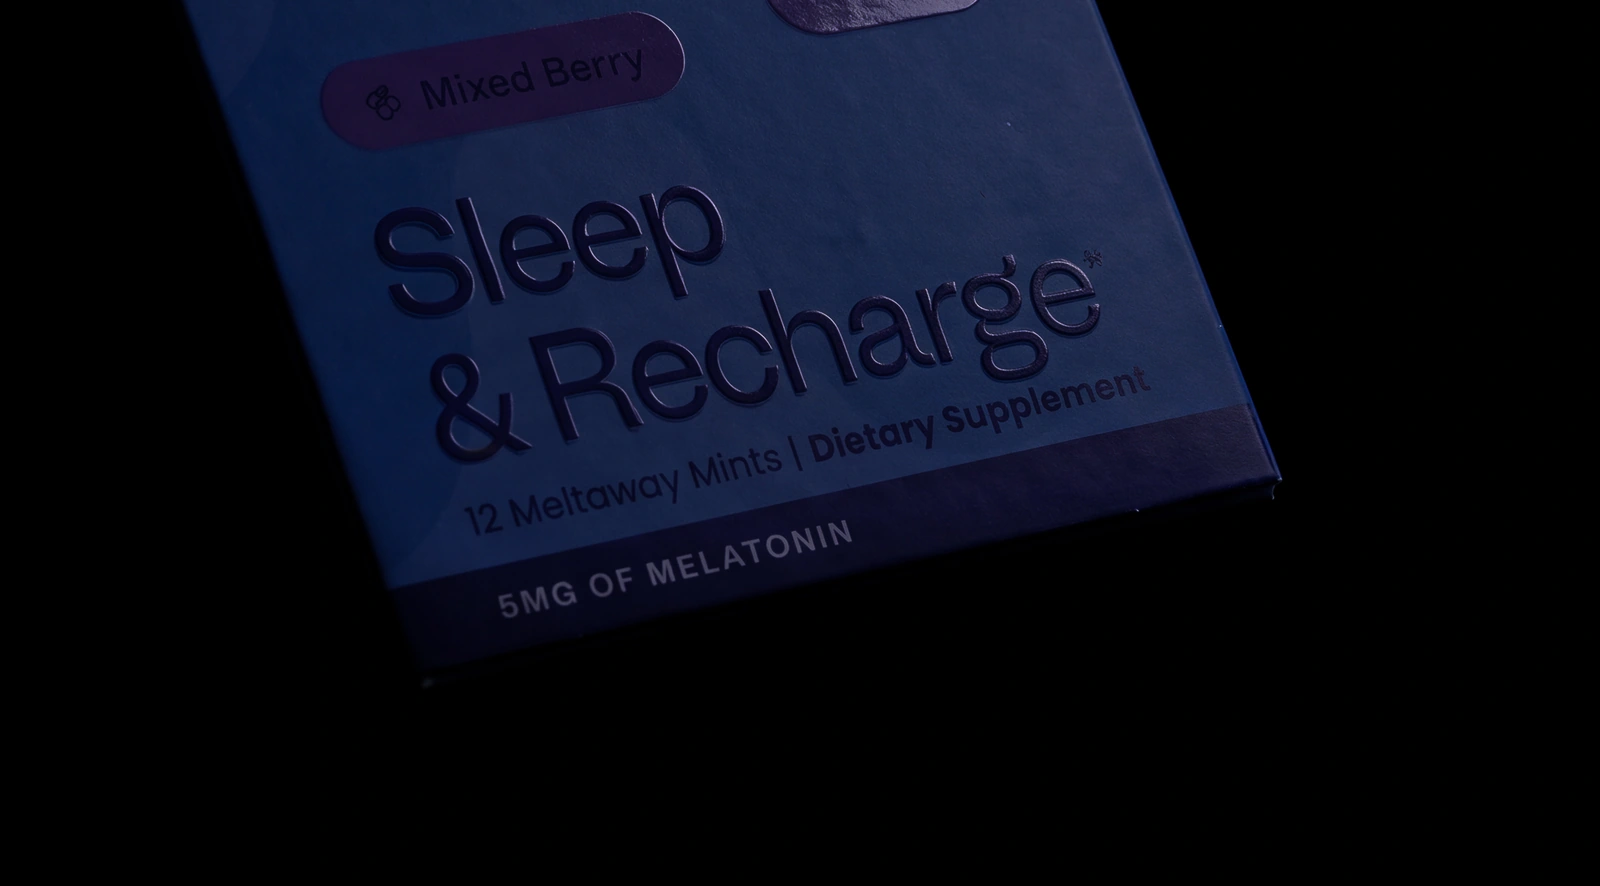 Mixed Berry
Sleep
& Recharge*
12 Meltaway Mints | Dietary Supplement
5MG OF MELATONIN